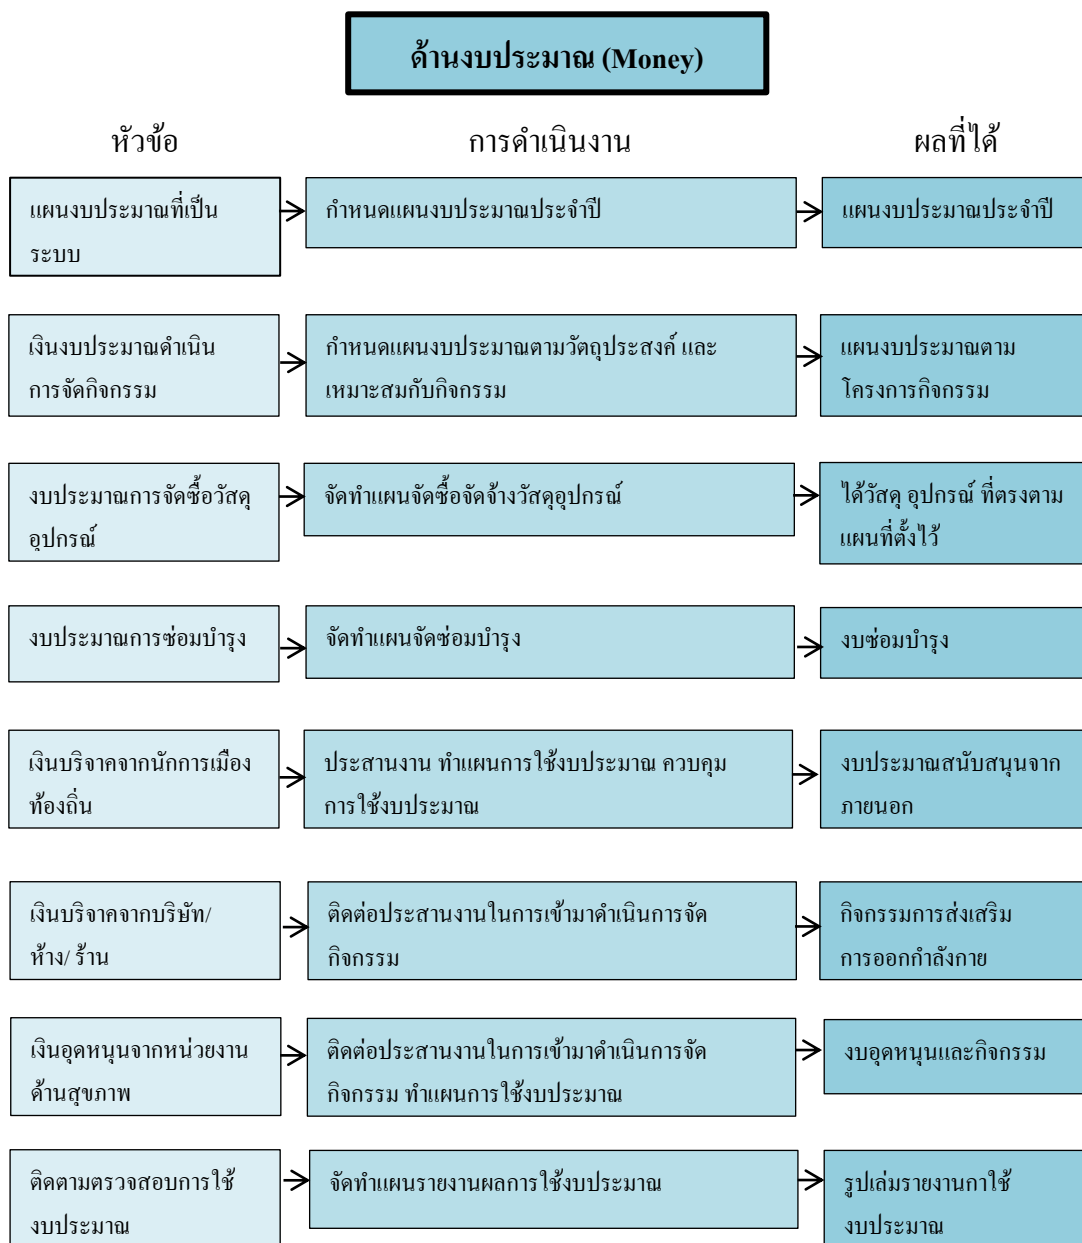 ด้านงบประมาณ (Money)
หัวข้อ
การดำเนินงาน
ผลที่ได้
แผนงบประมาณที่เป็น
ระบบ
กำหนดแผนงบประมาณประจำปี
แผนงบประมาณประจำปี
เงินงบประมาณดำเนิน
การจัดกิจกรรม
กำหนดแผนงบประมาณตามวัตถุประสงค์ และ
เหมาะสมกับกิจกรรม
แผนงบประมาณตาม
โครงการกิจกรรม
งบประมาณการจัดซื้อวัสดุ
อุปกรณ์
จัดทำแผนจัดซื้อจัดจ้างวัสดุอุปกรณ์
ได้วัสดุ อุปกรณ์ ที่ตรงตาม
แผนที่ตั้งไว้
งบประมาณการซ่อมบำรุง
จัดทำแผนจัดซ่อมบำรุง
งบซ่อมบำรุง
เงินบริจาคจากนักการเมือง
ท้องถิ่น
ประสานงาน ทำแผนการใช้งบประมาณ ควบคุม
การใช้งบประมาณ
งบประมาณสนับสนุนจาก
ภายนอก
เงินบริจาคจากบริษัท/
ห้าง/ ร้าน
ติดต่อประสานงานในการเข้ามาดำเนินการจัด
กิจกรรม
กิจกรรมการส่งเสริม
การออกกำลังกาย
เงินอุดหนุนจากหน่วยงาน
ด้านสุขภาพ
ติดต่อประสานงานในการเข้ามาดำเนินการจัด
กิจกรรม ทำแผนการใช้งบประมาณ
งบอุดหนุนและกิจกรรม
ติดตามตรวจสอบการใช้
งบประมาณ
จัดทำแผนรายงานผลการใช้งบประมาณ
รูปเล่มรายงานกาใช้
งบประมาณ